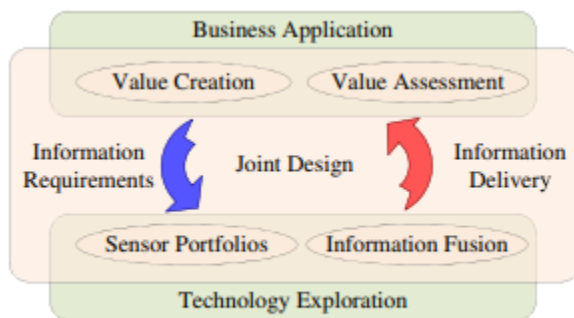 Business Application
Value Creation
Value Assessment
Information
Requirements
Joint Design
Information
Delivery
Sensor Portfolios
Information Fusion
Technology Exploration